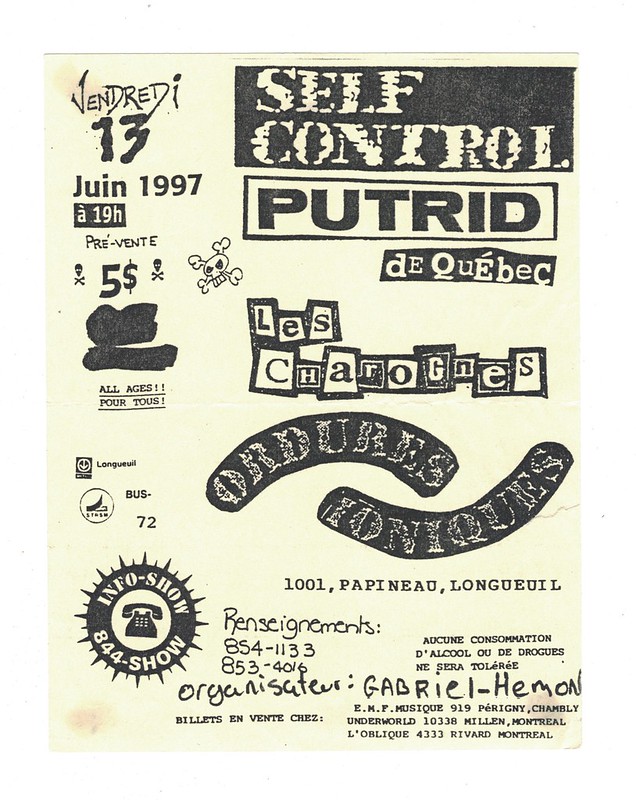 VENDREDI
13
Juin 1997
à 19h
PRÉ-VENTE
5$
ALL AGES!!
POUR TOUS!
SELF
CONTROL
PUTRID
de Québec
Les
Charognes
ORDURES
IONIQUES
Longueuil
STRSM
BUS-
72
INFO-SHOW
844-SHOW
1001, PAPINEAU, LONGUEUIL
Renseignements:
854-1133
853-4016
AUCUNE CONSOMMATION
D'ALCOOL OU DE DROGUES
NE SERA TOLÉRÉE
organisateur: GABRIEL-Hemon
BILLETS EN VENTE CHEZ:
E.M.F.MUSIQUE 919 PÉRIGNY,CHAMBLY
UNDERWORLD 10338 MILLEN,MONTREAL
L'OBLIQUE 4333 RIVARD MONTREAL